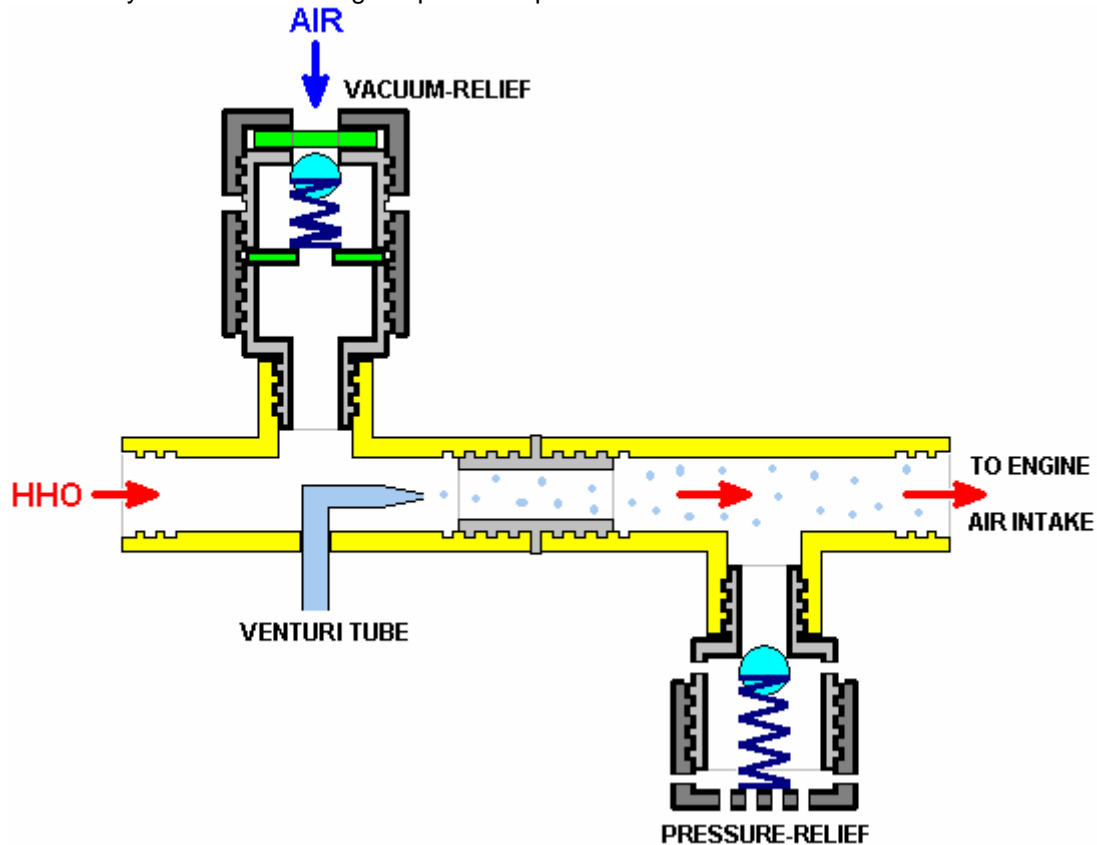 AIR
VACUUM-RELIEF
HHO
TO ENGINE
AIR INTAKE
VENTURI TUBE
PRESSURE-RELIEF